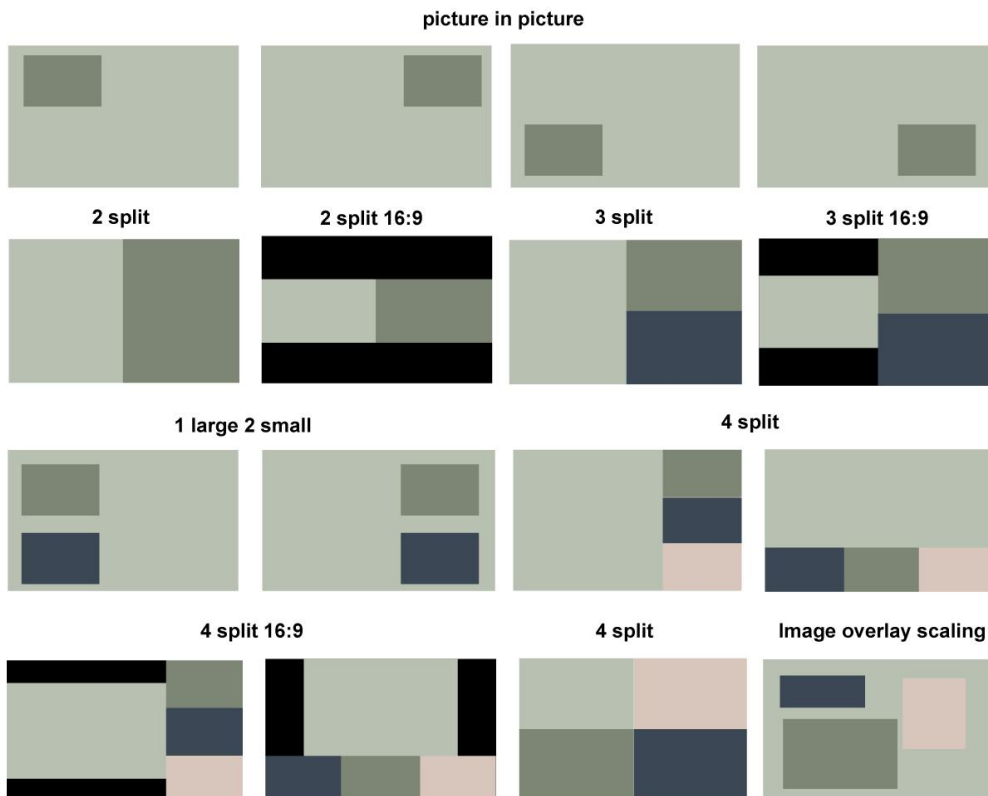 picture in picture
2 split
2 split 16:9
3 split
3 split 16:9
1 large 2 small
4 split
4 split 16:9
4 split
Image overlay scaling